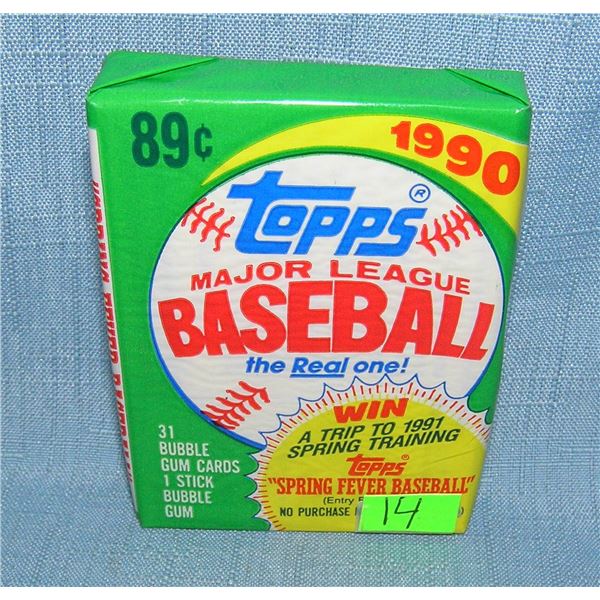 89¢
1990
Topps®
MAJOR LEAGUE
BASEBALL
the Real one!
31
BUBBLE
GUM CARDS
1 STICK
BUBBLE
GUM
WIN
A TRIP TO 1991
SPRING TRAINING
Topps
"SPRING FEVER BASEBALL"
(Entry
NO PURCHASE
14